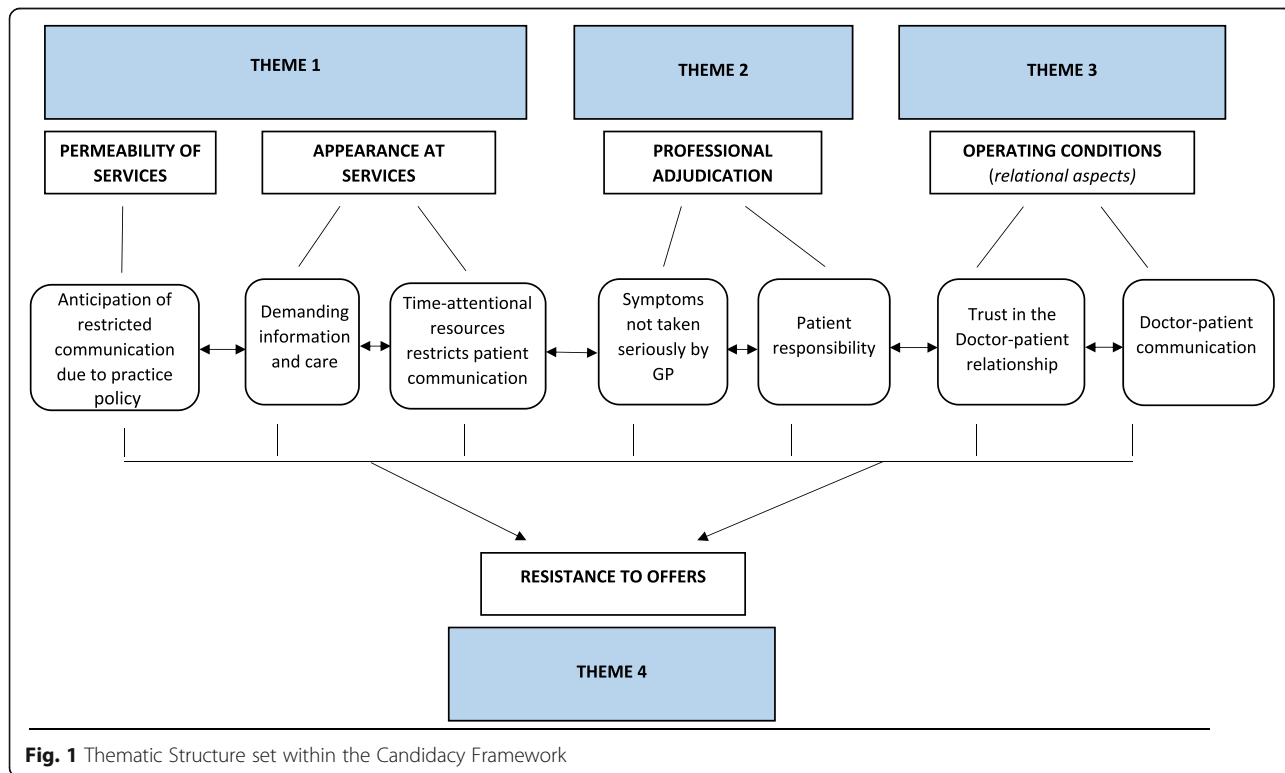 THEME 1
THEME 2
THEME 3
PERMEABILITY OF
SERVICES
APPEARANCE AT
SERVICES
PROFESSIONAL
ADJUDICATION
OPERATING CONDITIONS
(relational aspects)
Anticipation of
restricted
communication
due to practice
policy
Demanding
information
and care
Time-attentional
resources
restricts patient
communication
Symptoms
not taken
seriously by
GP
Patient
responsibility
Trust in the
Doctor-patient
relationship
Doctor-patient
communication
RESISTANCE TO OFFERS
THEME 4
Fig. 1 Thematic Structure set within the Candidacy Framework